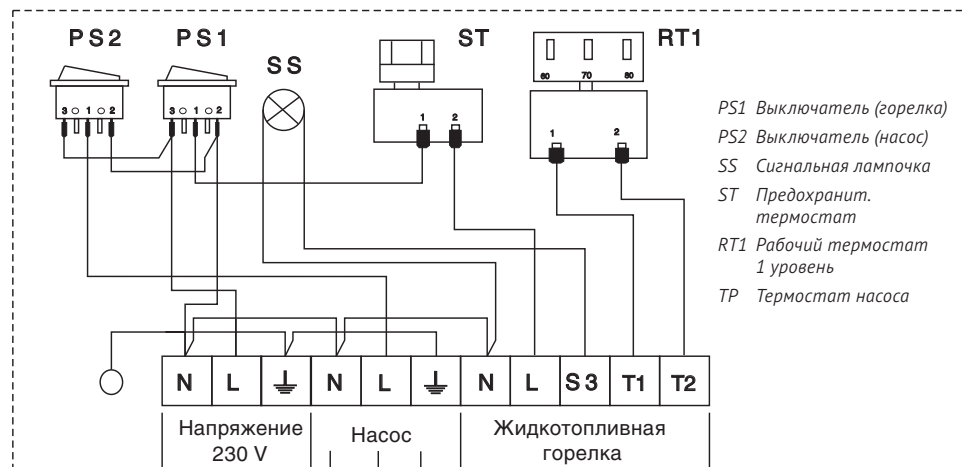 PS2 PS1 SS ST RT1
3 1 2 3 1 2
60 70 80
1 2 1 2
PS1 Выключатель (горелка)
PS2 Выключатель (насос)
SS Сигнальная лампочка
ST Предохранит.
термостат
RT1 Рабочий термостат
1 уровень
TP Термостат насоса
N L N L N L S3 T1 T2
Напряжение
230 V
Насос
Жидкотопливная
горелка